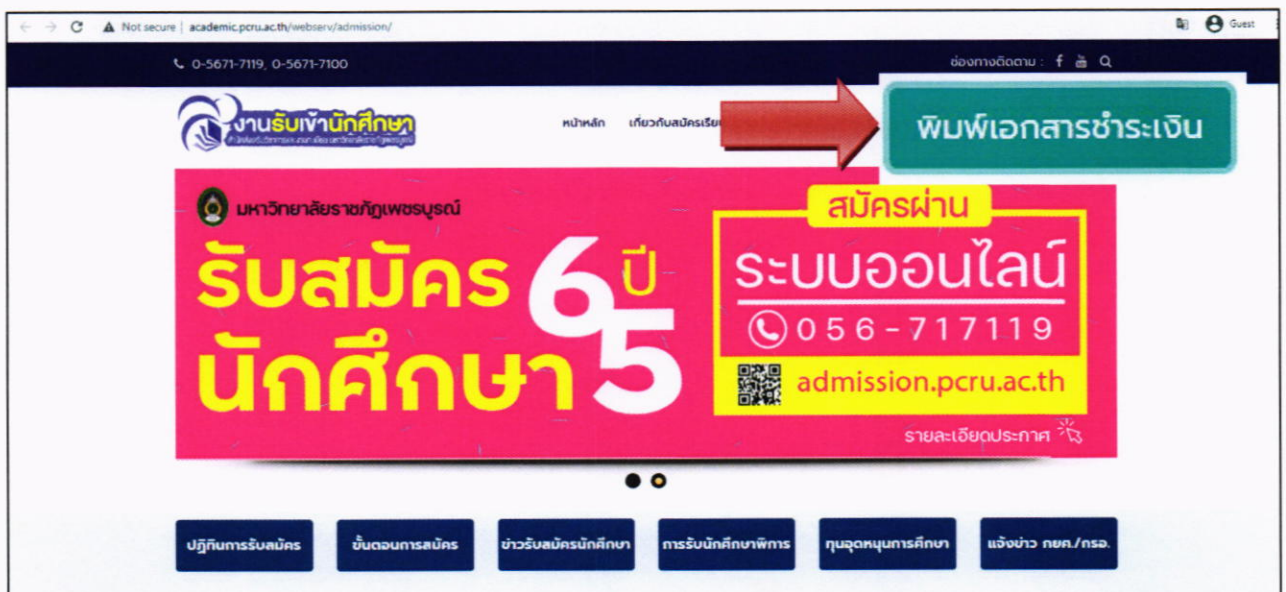 Not secure | academic.pcru.ac.th/webserv/admission/
Guest
0-5671-7119, 0-5671-7100
ช่องทางติดตาม :
งานรับเข้านักศึกษา
หน้าหลัก เกี่ยวกับสมัครเรียน
พิมพ์เอกสารชำระเงิน
มหาวิทยาลัยราชภัฏเพชรบูรณ์
รับสมัคร
นักศึกษา
ปี
65
สมัครผ่าน
ระบบออนไลน์
056-717119
admission.pcru.ac.th
รายละเอียดประกาศ
ปฏิทินการรับสมัคร
ขั้นตอนการสมัคร
ข่าวรับสมัครนักศึกษา
การรับนักศึกษาพิการ
ทุนอุดหนุนการศึกษา
แจ้งข่าว กยศ./กรอ.